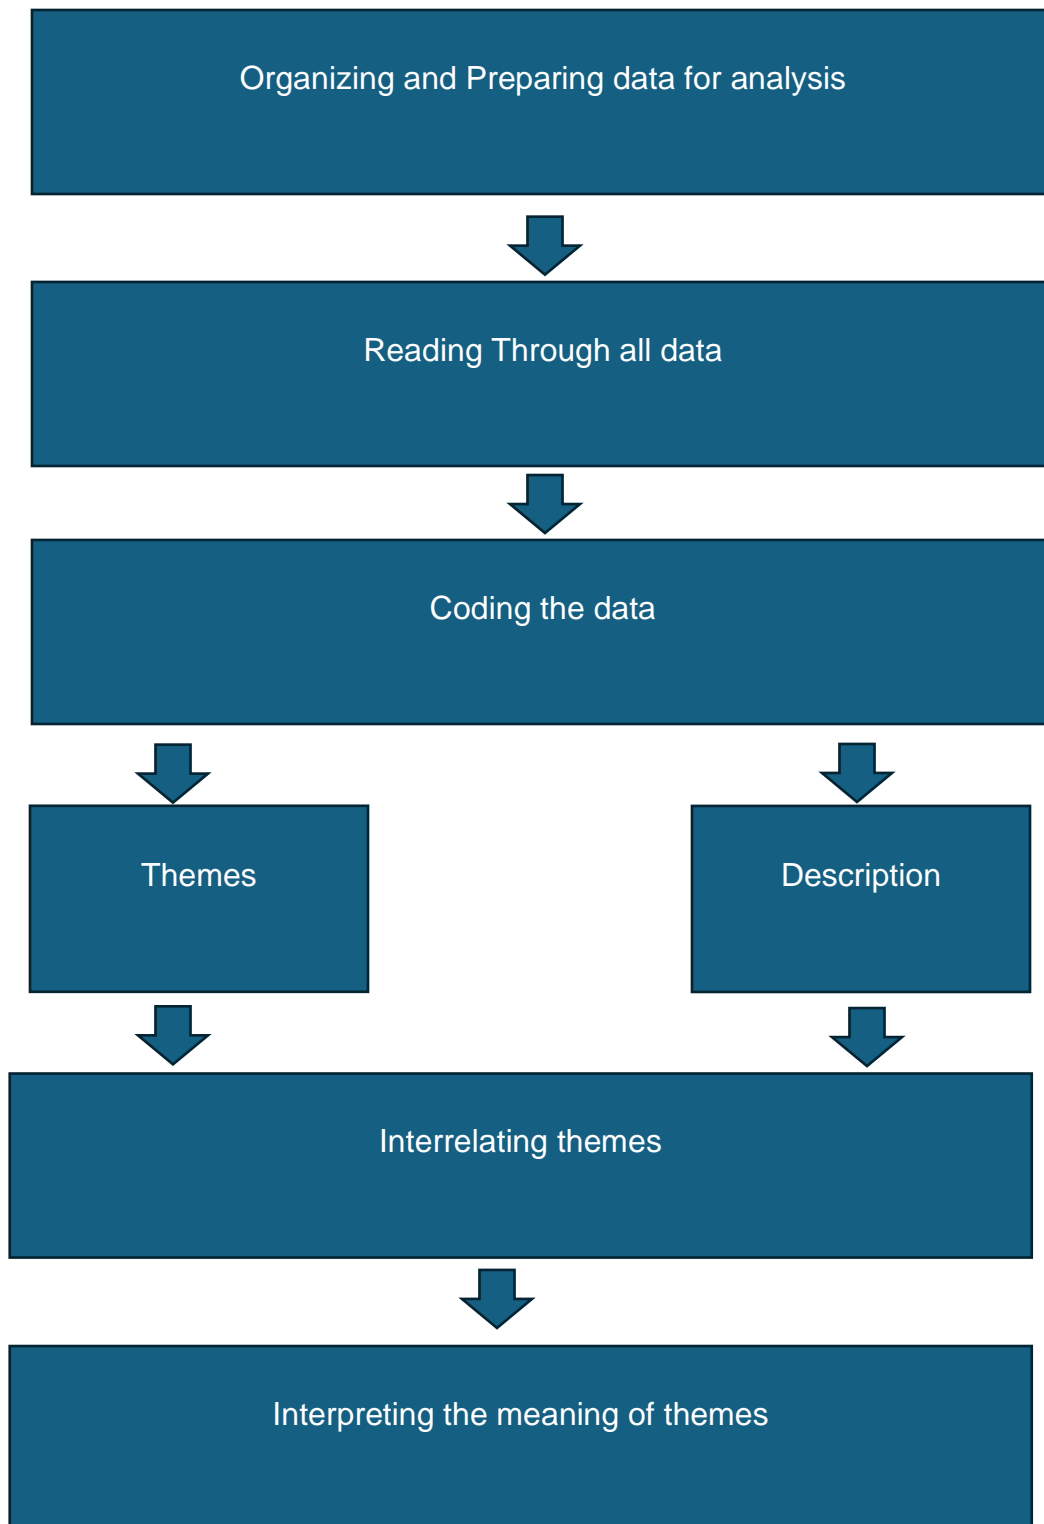 Organizing and Preparing data for analysis
Reading Through all data
Coding the data
Themes
Description
Interrelating themes
Interpreting the meaning of themes